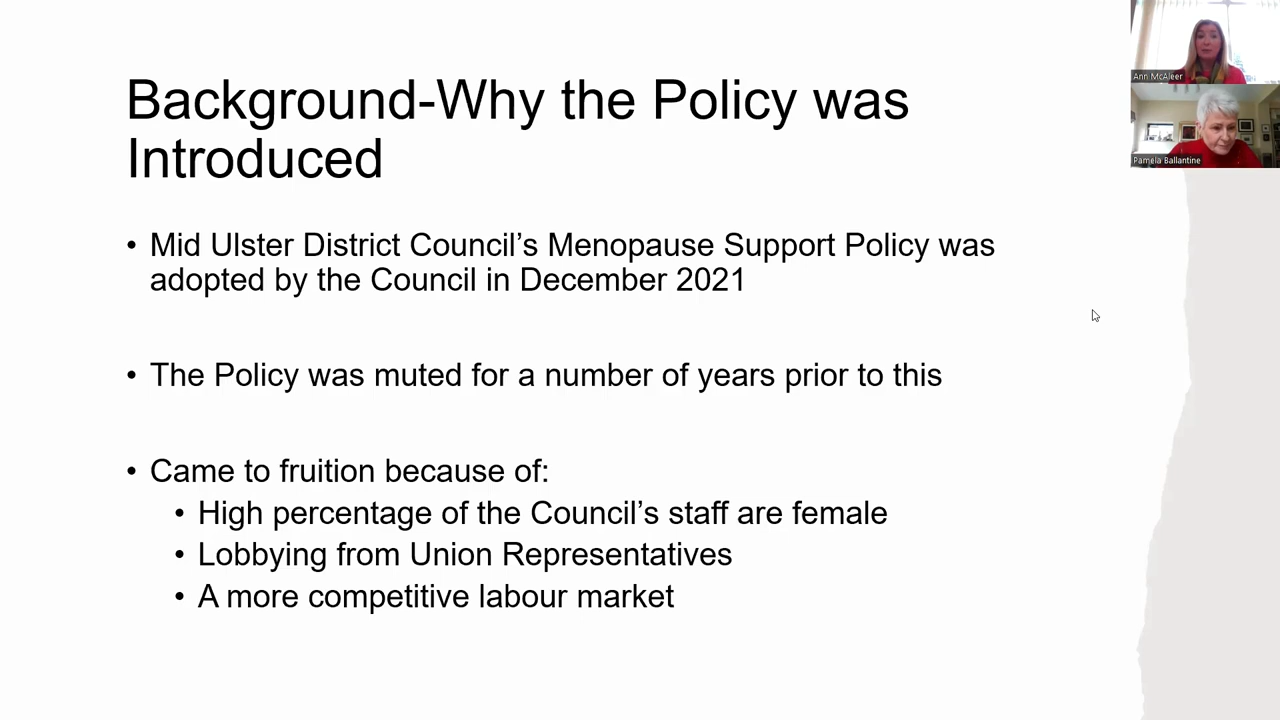 Background-Why the Policy was
Introduced
• Mid Ulster District Council’s Menopause Support Policy was
adopted by the Council in December 2021
• The Policy was muted for a number of years prior to this
• Came to fruition because of:
• High percentage of the Council’s staff are female
• Lobbying from Union Representatives
• A more competitive labour market
Ann McAleer
Pamela Ballantine